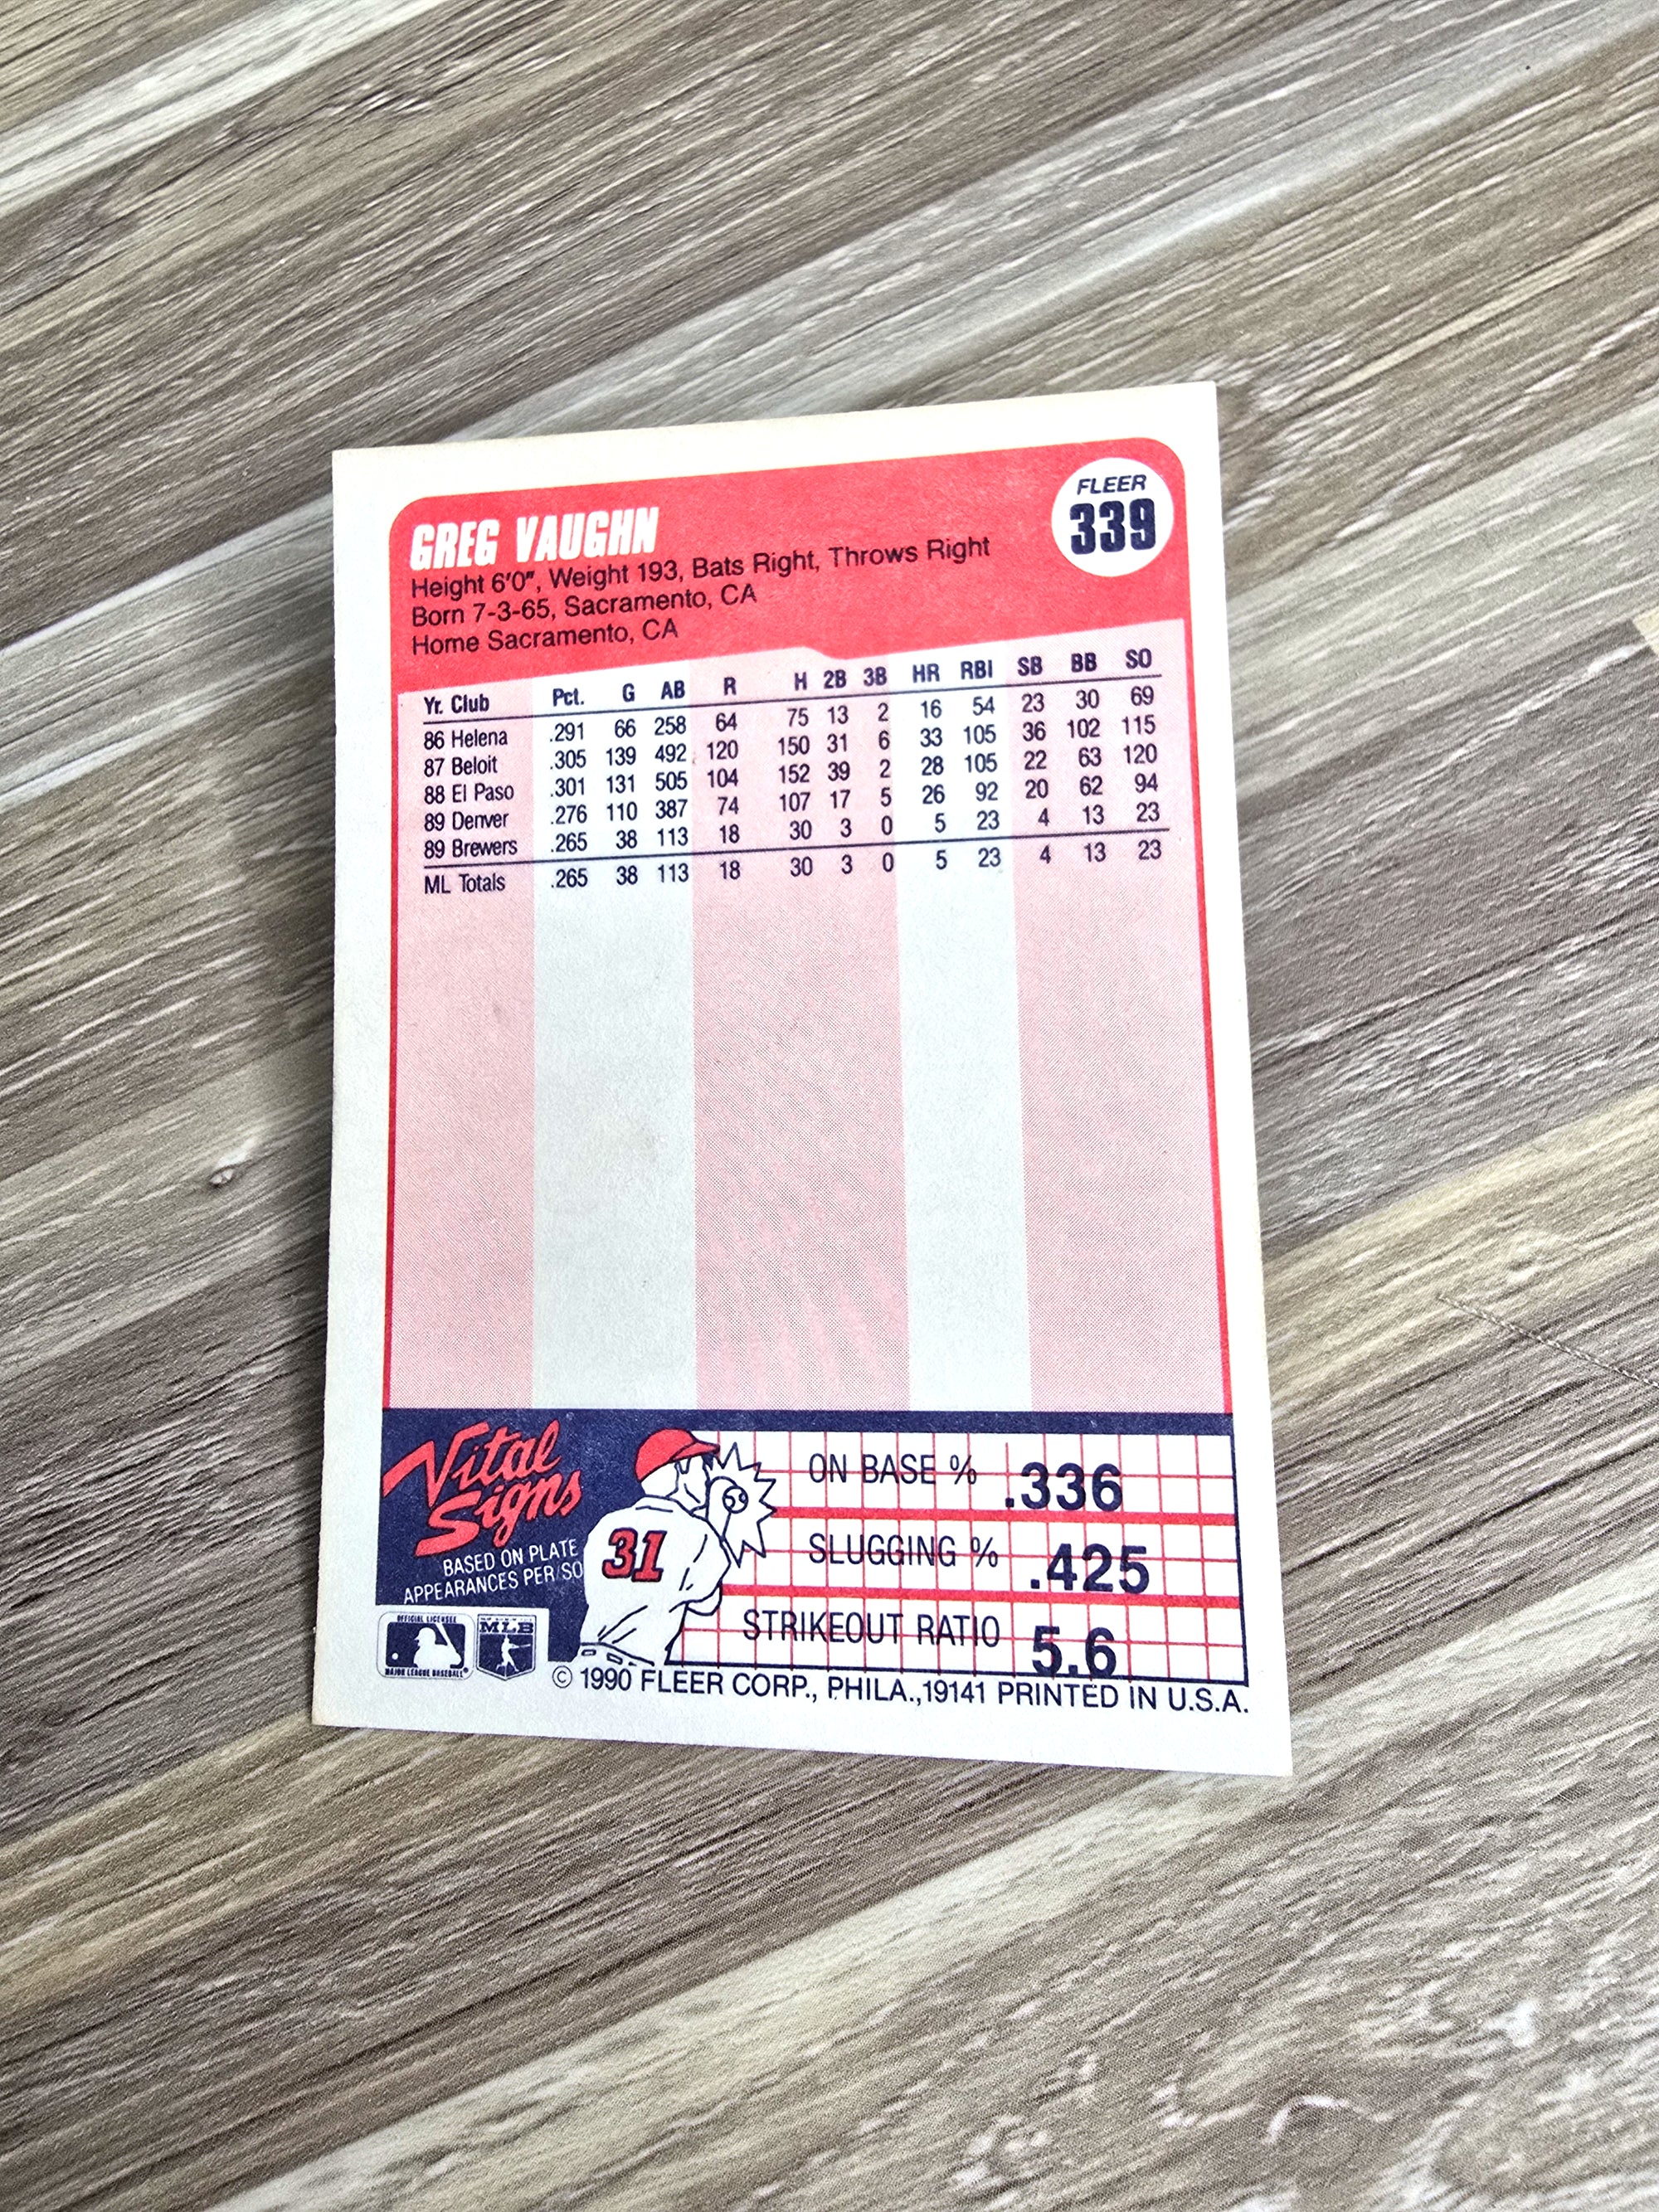 FLEER
339
GREG VAUGHN
Height 6'0", Weight 193, Bats Right, Throws Right
Born 7-3-65, Sacramento, CA
Home Sacramento, CA
Yr. Club Pct. G AB R H 2B 3B HR RBI SB BB SO
86 Helena .291 66 258 64 75 13 2 16 54 23 30 69
87 Beloit .305 139 492 120 150 31 6 33 105 36 102 115
88 El Paso .301 131 505 104 152 39 2 28 105 22 63 120
89 Denver .276 110 387 74 107 17 5 26 92 20 62 94
89 Brewers .265 38 113 18 30 3 0 5 23 4 13 23
ML Totals .265 38 113 18 30 3 0 5 23 4 13 23
Vital
Signs
BASED ON PLATE
APPEARANCES PER/SO
31
ON BASE % .336
SLUGGING % .425
STRIKEOUT RATIO 5.6
OFFICIAL LICENSEE
MAJOR LEAGUE BASEBALL®
MLB
© 1990 FLEER CORP., PHILA.,19141 PRINTED IN U.S.A.